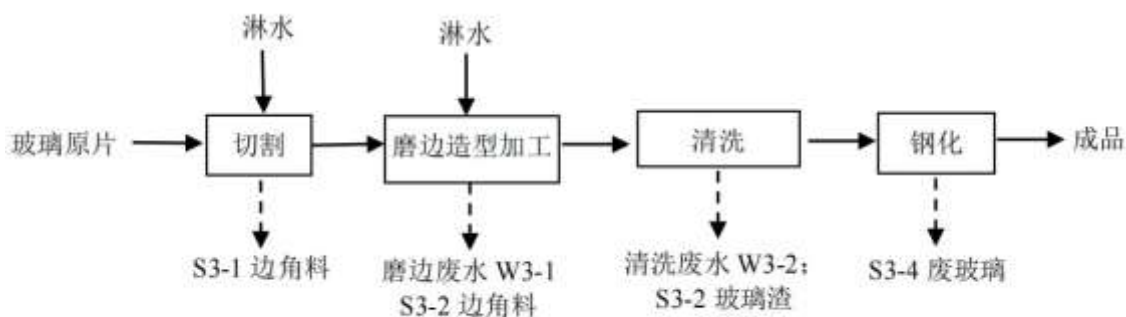 淋水
淋水
玻璃原片
切割
磨边造型加工
清洗
钢化
成品
S3-1 边角料
磨边废水 W3-1
S3-2 边角料
清洗废水 W3-2；
S3-2 玻璃渣
S3-4 废玻璃